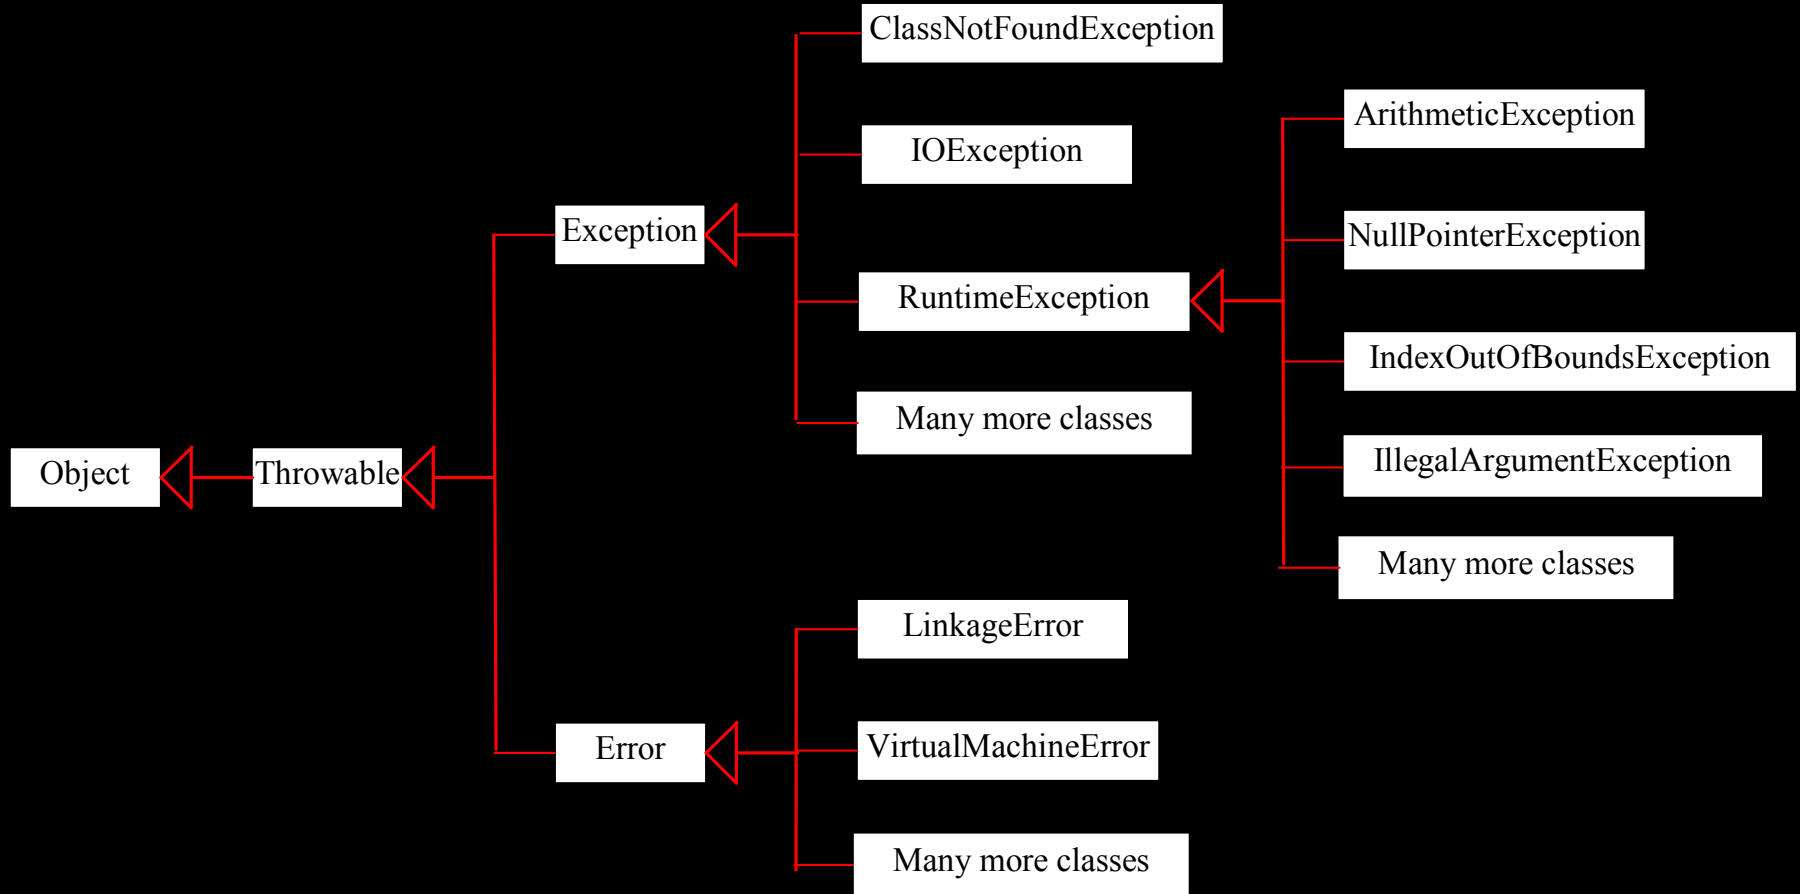 ClassNotFoundException
ArithmeticException
IOException
NullPointerException
Exception
RuntimeException
IndexOutOfBoundsException
Many more classes
Object
Throwable
IllegalArgumentException
Many more classes
LinkageError
Error
VirtualMachineError
Many more classes